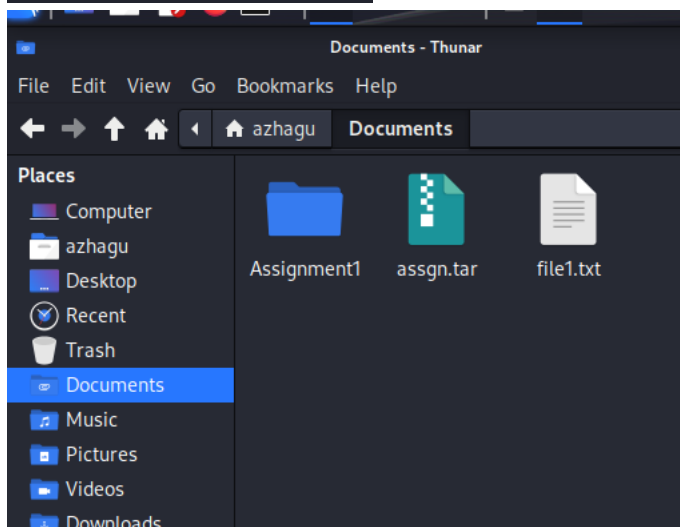 Documents - Thunar
File Edit View Go Bookmarks Help
azhagu Documents
Places
Computer
azhagu
Desktop
Recent
Trash
Documents
Music
Pictures
Videos
Downloads
Assignment1 assgn.tar file1.txt